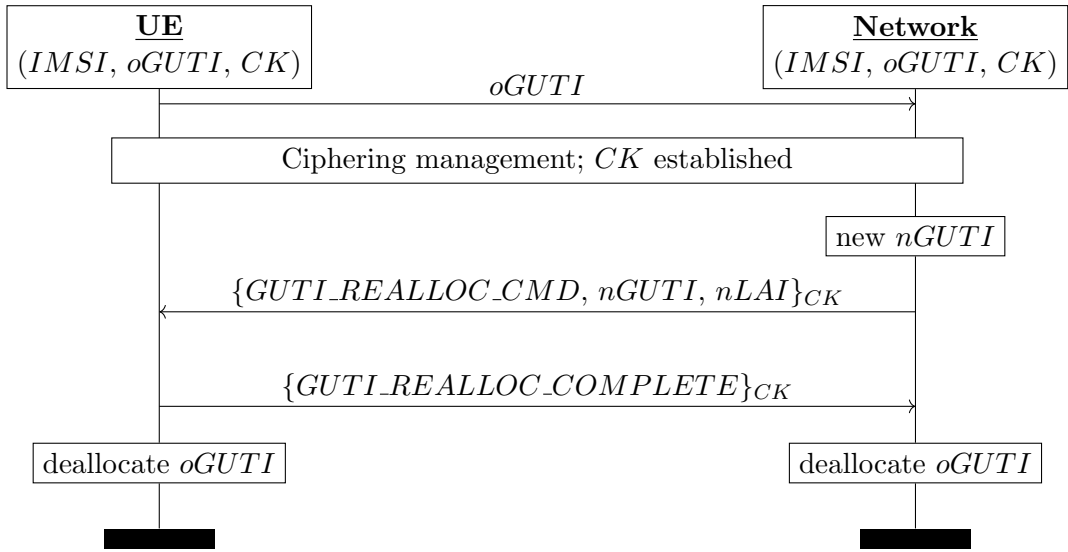 UE
(IMSI, oGUTI, CK)
Network
(IMSI, oGUTI, CK)
oGUTI
Ciphering management; CK established
new nGUTI
{GUTI_REALLOC_CMD, nGUTI, nLAI}CK
{GUTI_REALLOC_COMPLETE}CK
deallocate oGUTI
deallocate oGUTI